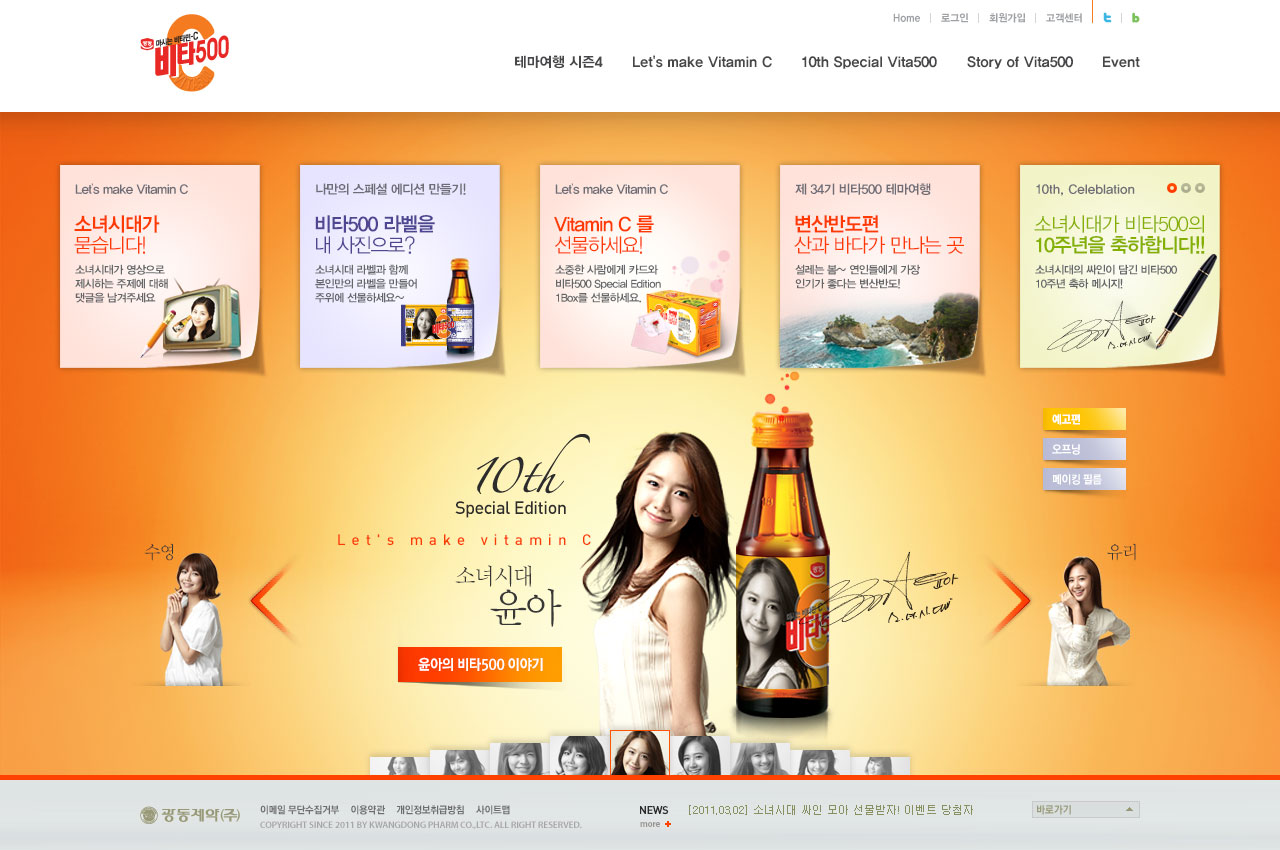 Home
로그인
회원가입
고객센터
마시는 비타민-C
비타500
테마여행 시즌4
Let's make Vitamin C
10th Special Vita500
Story of Vita500
Event
Let's make Vitamin C
소녀시대가
묻습니다!
소녀시대가 영상으로
제시하는 주제에 대해
댓글을 남겨주세요
나만의 스페셜 에디션 만들기!
비타500 라벨을
내 사진으로?
소녀시대 라벨과 함께
본인만의 라벨을 만들어
주위에 선물하세요~
Let's make Vitamin C
Vitamin C 를
선물하세요!
소중한 사람에게 카드와
비타500 Special Edition
1Box를 선물하세요.
제 34기 비타500 테마여행
변산반도편
산과 바다가 만나는 곳
설레는 봄~ 연인들에게 가장
인기가 좋다는 변산반도!
10th, Celeblation
소녀시대가 비타500의
10주년을 축하합니다!!
소녀시대의 싸인이 담긴 비타500
10주년 축하 메시지!
예고편
오프닝
메이킹 필름
10th
Special Edition
Let's make vitamin C
소녀시대
윤아
윤아의 비타500 이야기
수영
유리
광동제약(주)
이메일 무단수집거부
이용약관
개인정보취급방침
사이트맵
COPYRIGHT SINCE 2011 BY KWANGDONG PHARM CO.,LTC. ALL RIGHT RESERVED.
NEWS
more
[2011.03.02] 소녀시대 싸인 모아 선물받자! 이벤트 당첨자
바로가기